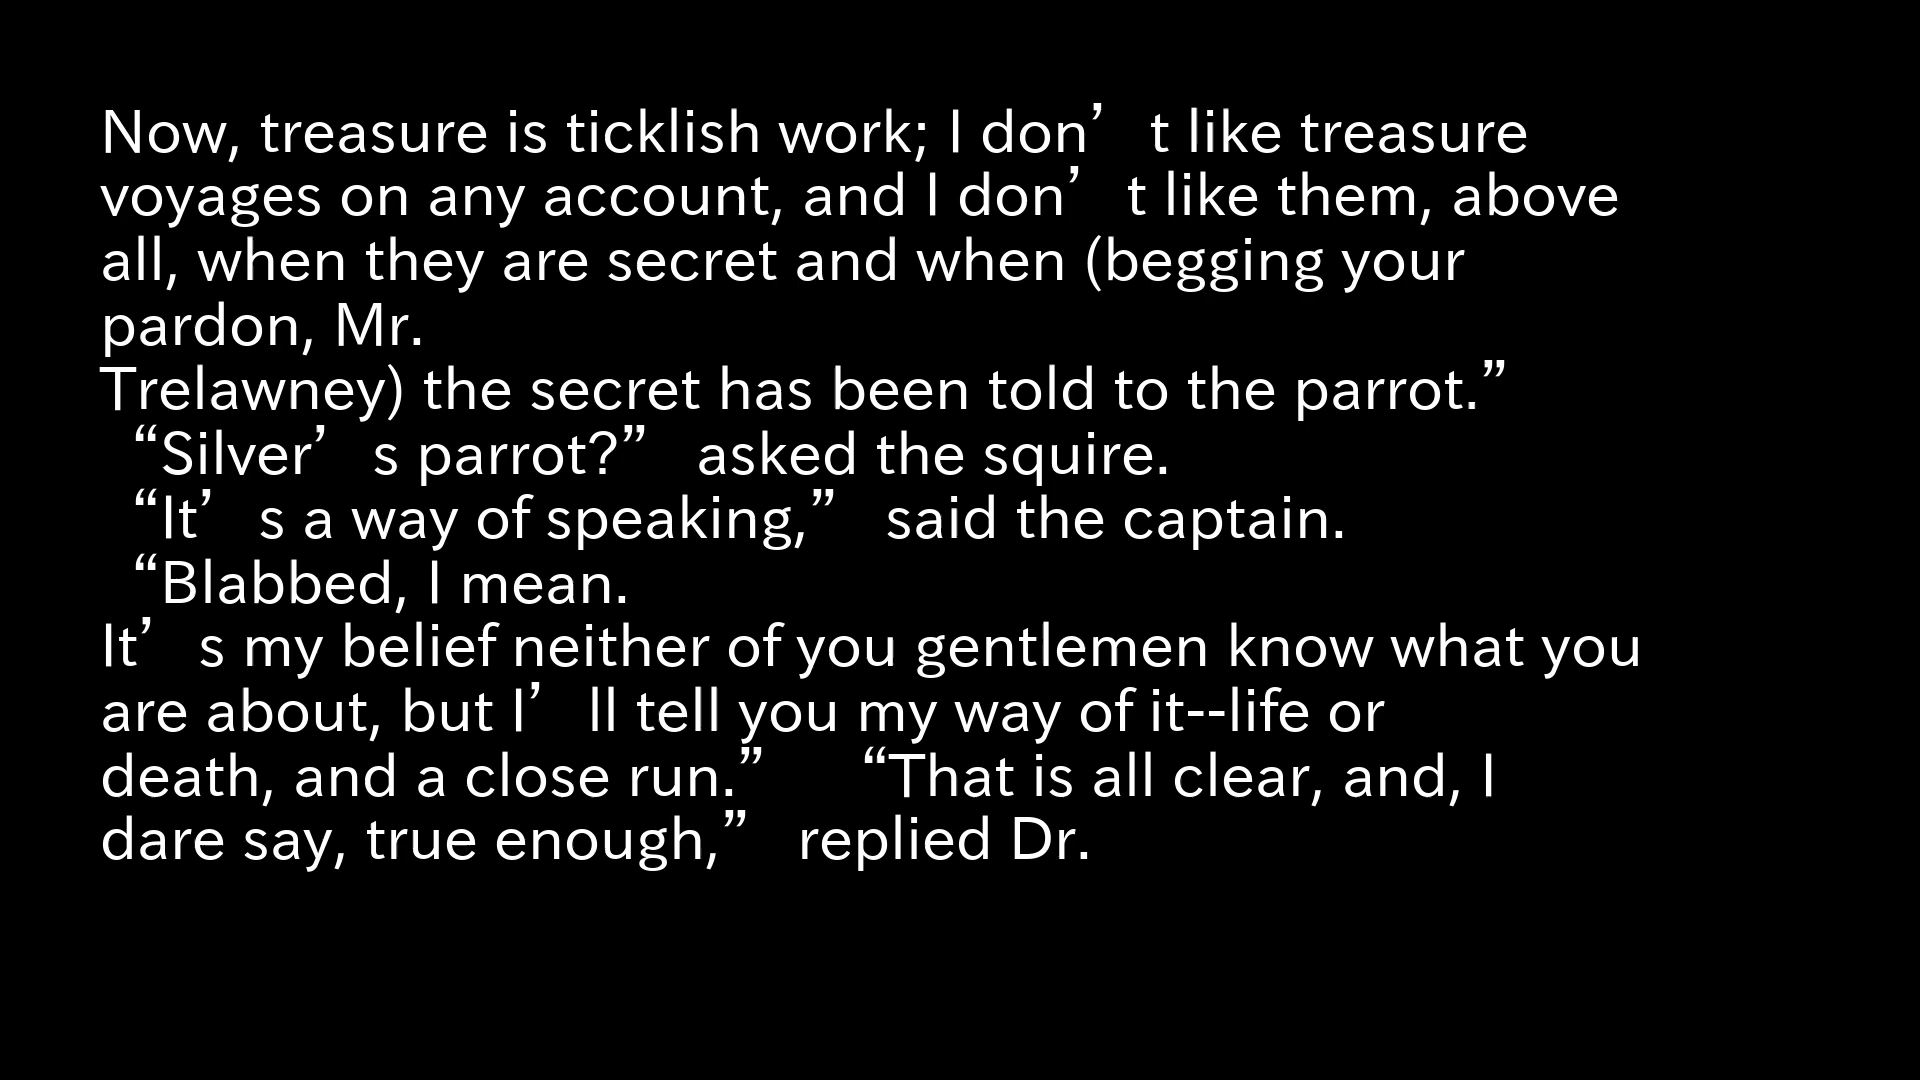 Now, treasure is ticklish work; I don’t like treasure
voyages on any account, and I don’t like them, above
all, when they are secret and when (begging your
pardon, Mr.
Trelawney) the secret has been told to the parrot.”
“Silver’s parrot?” asked the squire.
“It’s a way of speaking,” said the captain.
“Blabbed, I mean.
It’s my belief neither of you gentlemen know what you
are about, but I’ll tell you my way of it--life or
death, and a close run.” “That is all clear, and, I
dare say, true enough,” replied Dr.